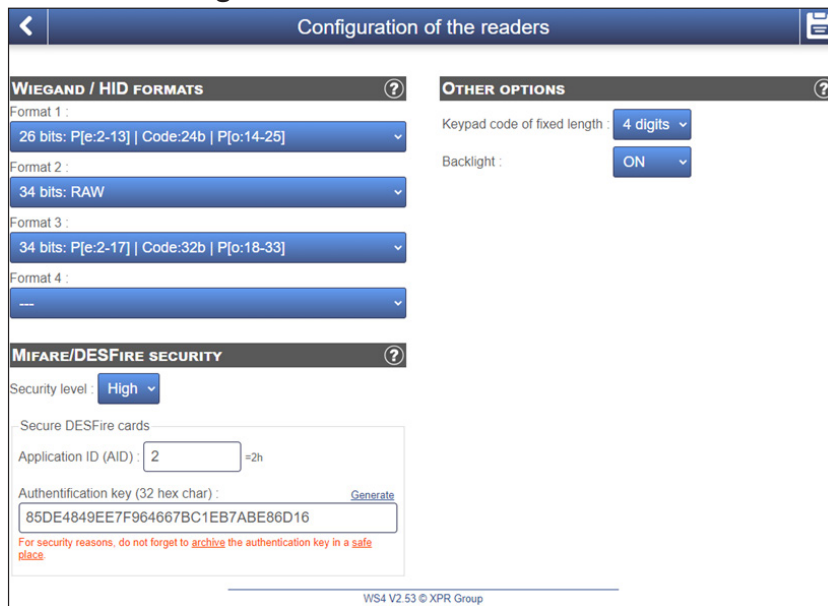 Configuration of the readers
WIEGAND / HID FORMATS ?
Format 1 :
26 bits: P[e:2-13] | Code:24b | P[o:14-25]
Format 2 :
34 bits: RAW
Format 3 :
34 bits: P[e:2-17] | Code:32b | P[o:18-33]
Format 4 :
---
MIFARE/DESFIRE SECURITY ?
Security level : High
Secure DESFire cards
Application ID (AID) : 2 =2h
Authentification key (32 hex char) : Generate
85DE4849EE7F964667BC1EB7ABE86D16
For security reasons, do not forget to archive the authentication key in a safe
place.
OTHER OPTIONS ?
Keypad code of fixed length : 4 digits
Backlight : ON
WS4 V2.53 © XPR Group